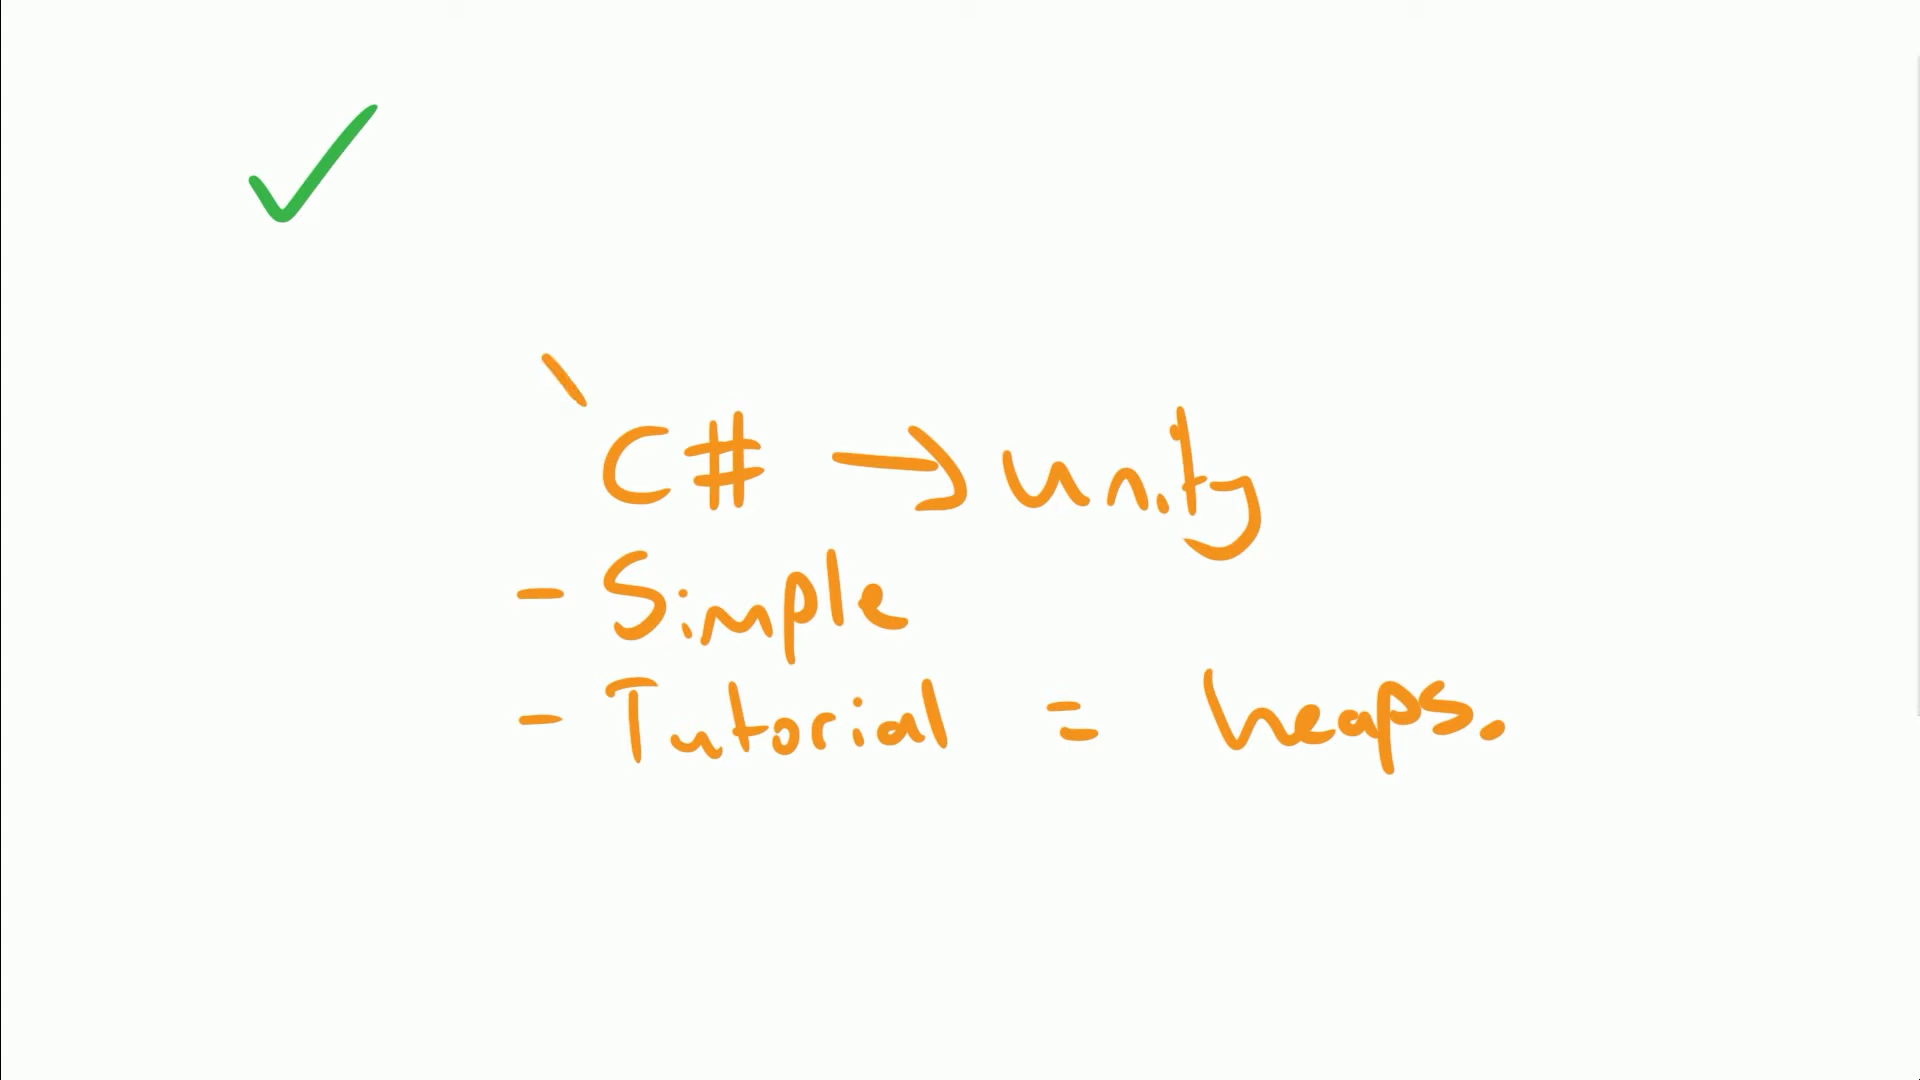 C# → unity
- Simple
- Tutorial = heaps.